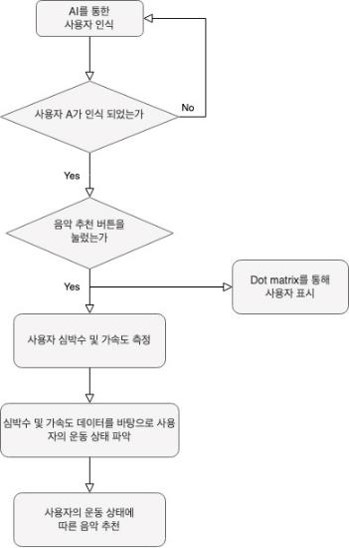 AI를 통한
사용자 인식
사용자 A가 인식 되었는가
No
Yes
음악 추천 버튼을
눌렀는가
Yes
Dot matrix를 통해
사용자 표시
사용자 심박수 및 가속도 측정
심박수 및 가속도 데이터를 바탕으로 사용
자의 운동 상태 파악
사용자의 운동 상태에
따른 음악 추천